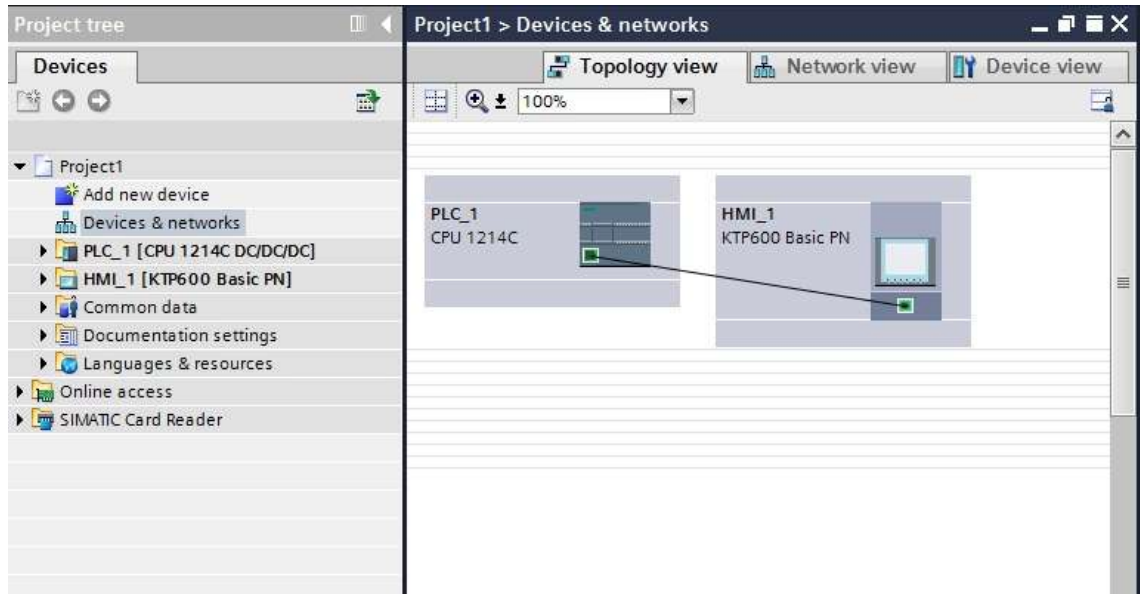 Project tree
Devices
Project1
Add new device
Devices & networks
PLC_1 [CPU 1214C DC/DC/DC]
HMI_1 [KTP600 Basic PN]
Common data
Documentation settings
Languages & resources
Online access
SIMATIC Card Reader
Project1 > Devices & networks
Topology view
Network view
Device view
100%
PLC_1
CPU 1214C
HMI_1
KTP600 Basic PN